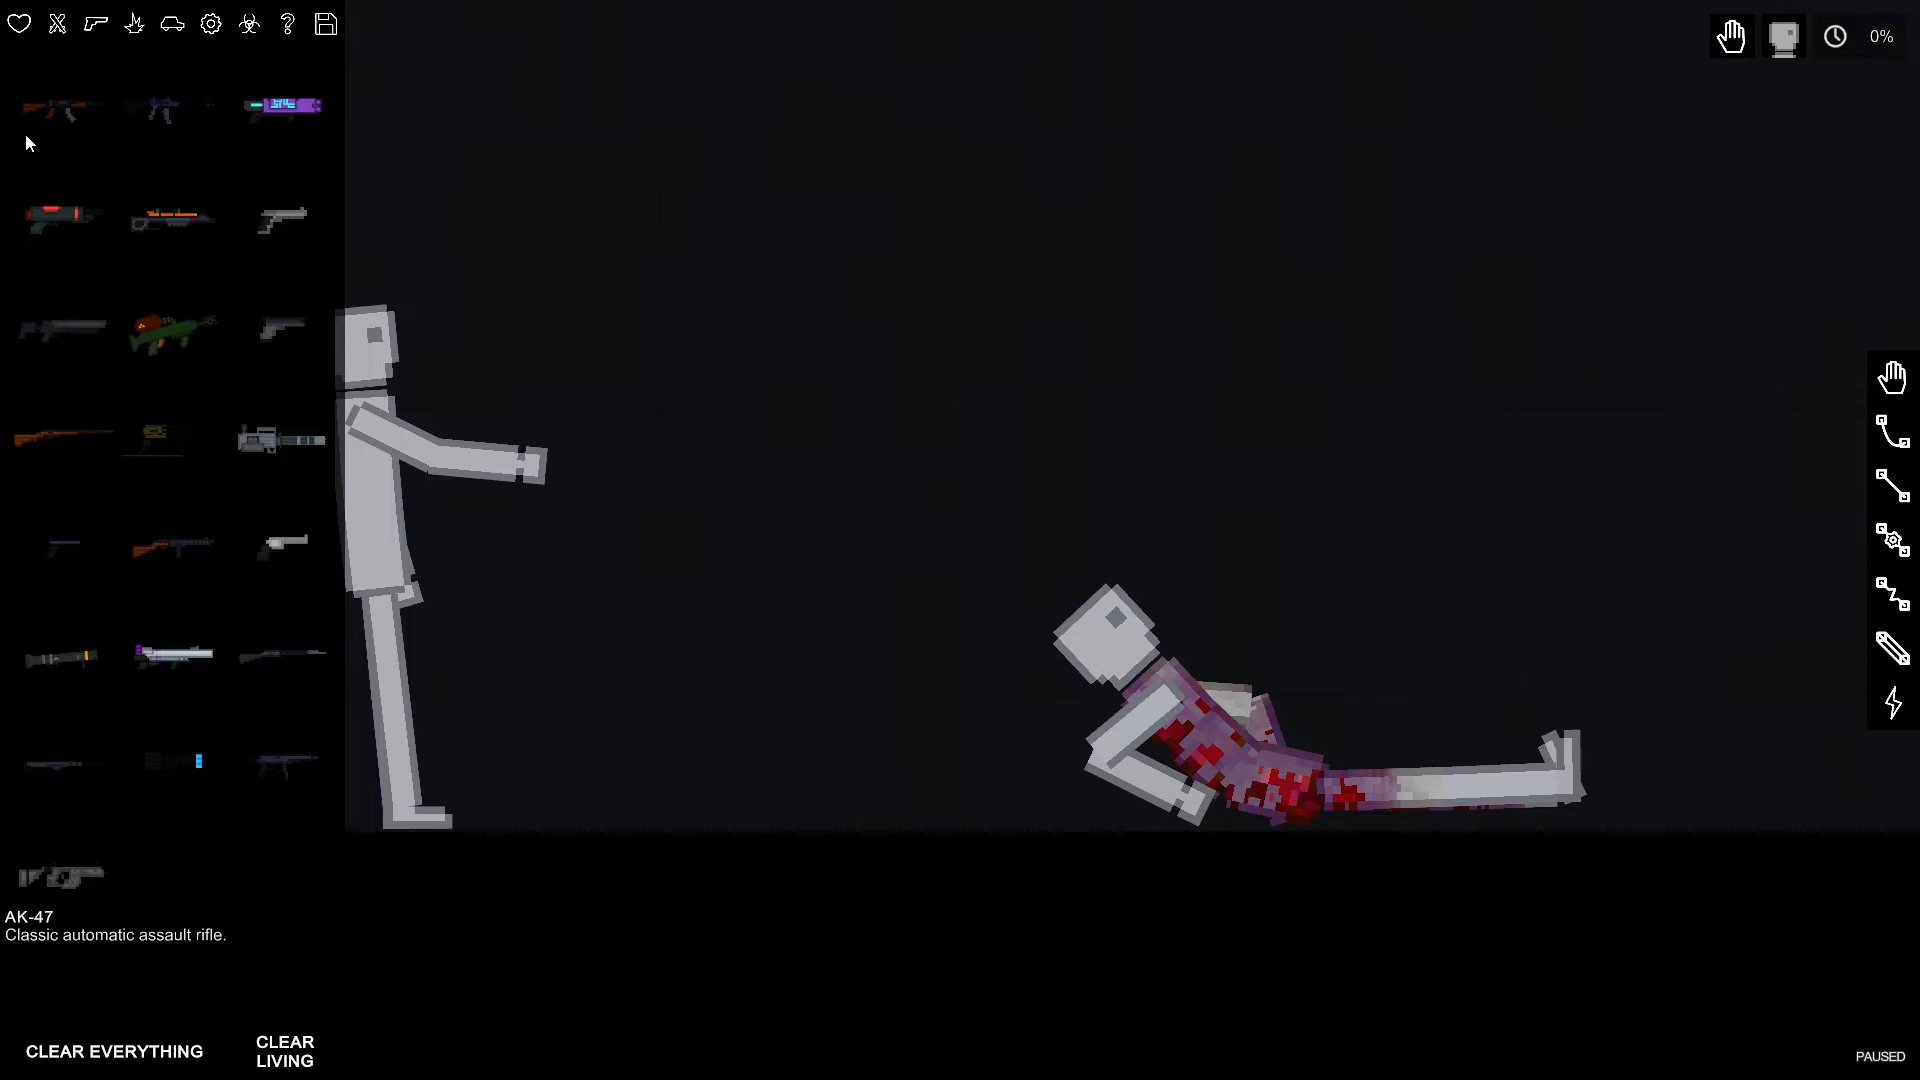 0%
AK-47
Classic automatic assault rifle.
CLEAR EVERYTHING
CLEAR
LIVING
PAUSED